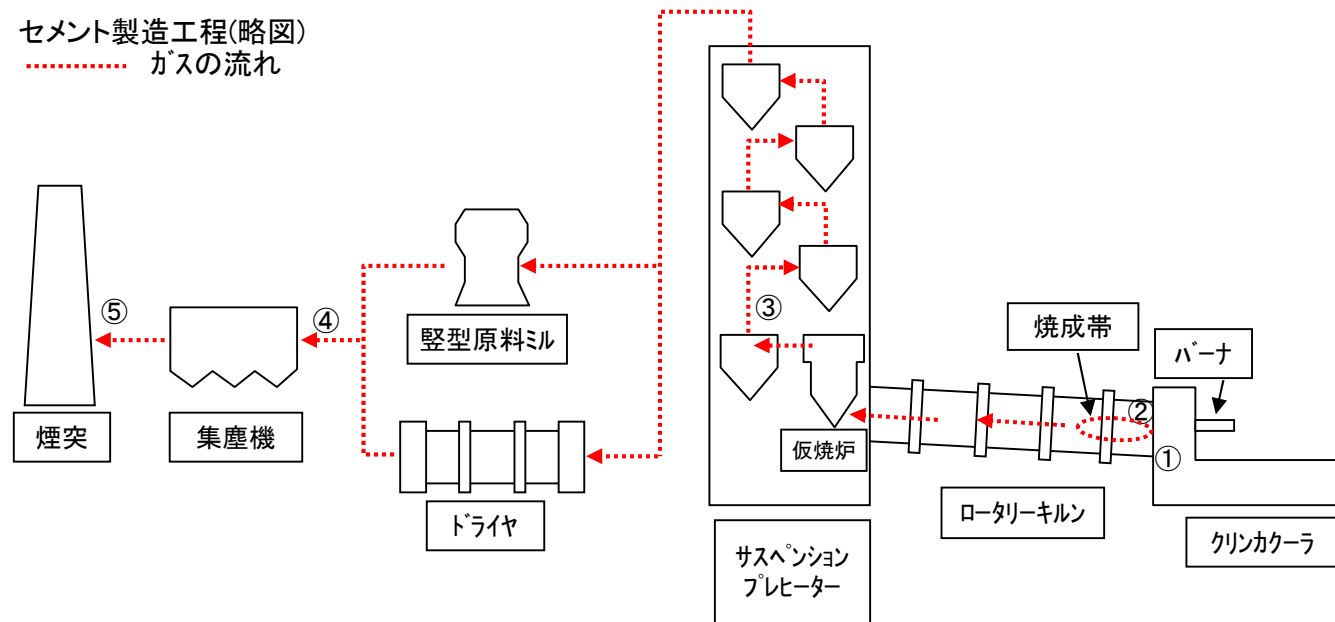 セメント製造工程(略図)
ガスの流れ
⑤
④
③
②
①
竪型原料ミル
焼成帯
バーナ
煙突
集塵機
仮焼炉
ドライヤ
ロータリーキルン
クリンカクーラ
サスペンション
プレヒーター